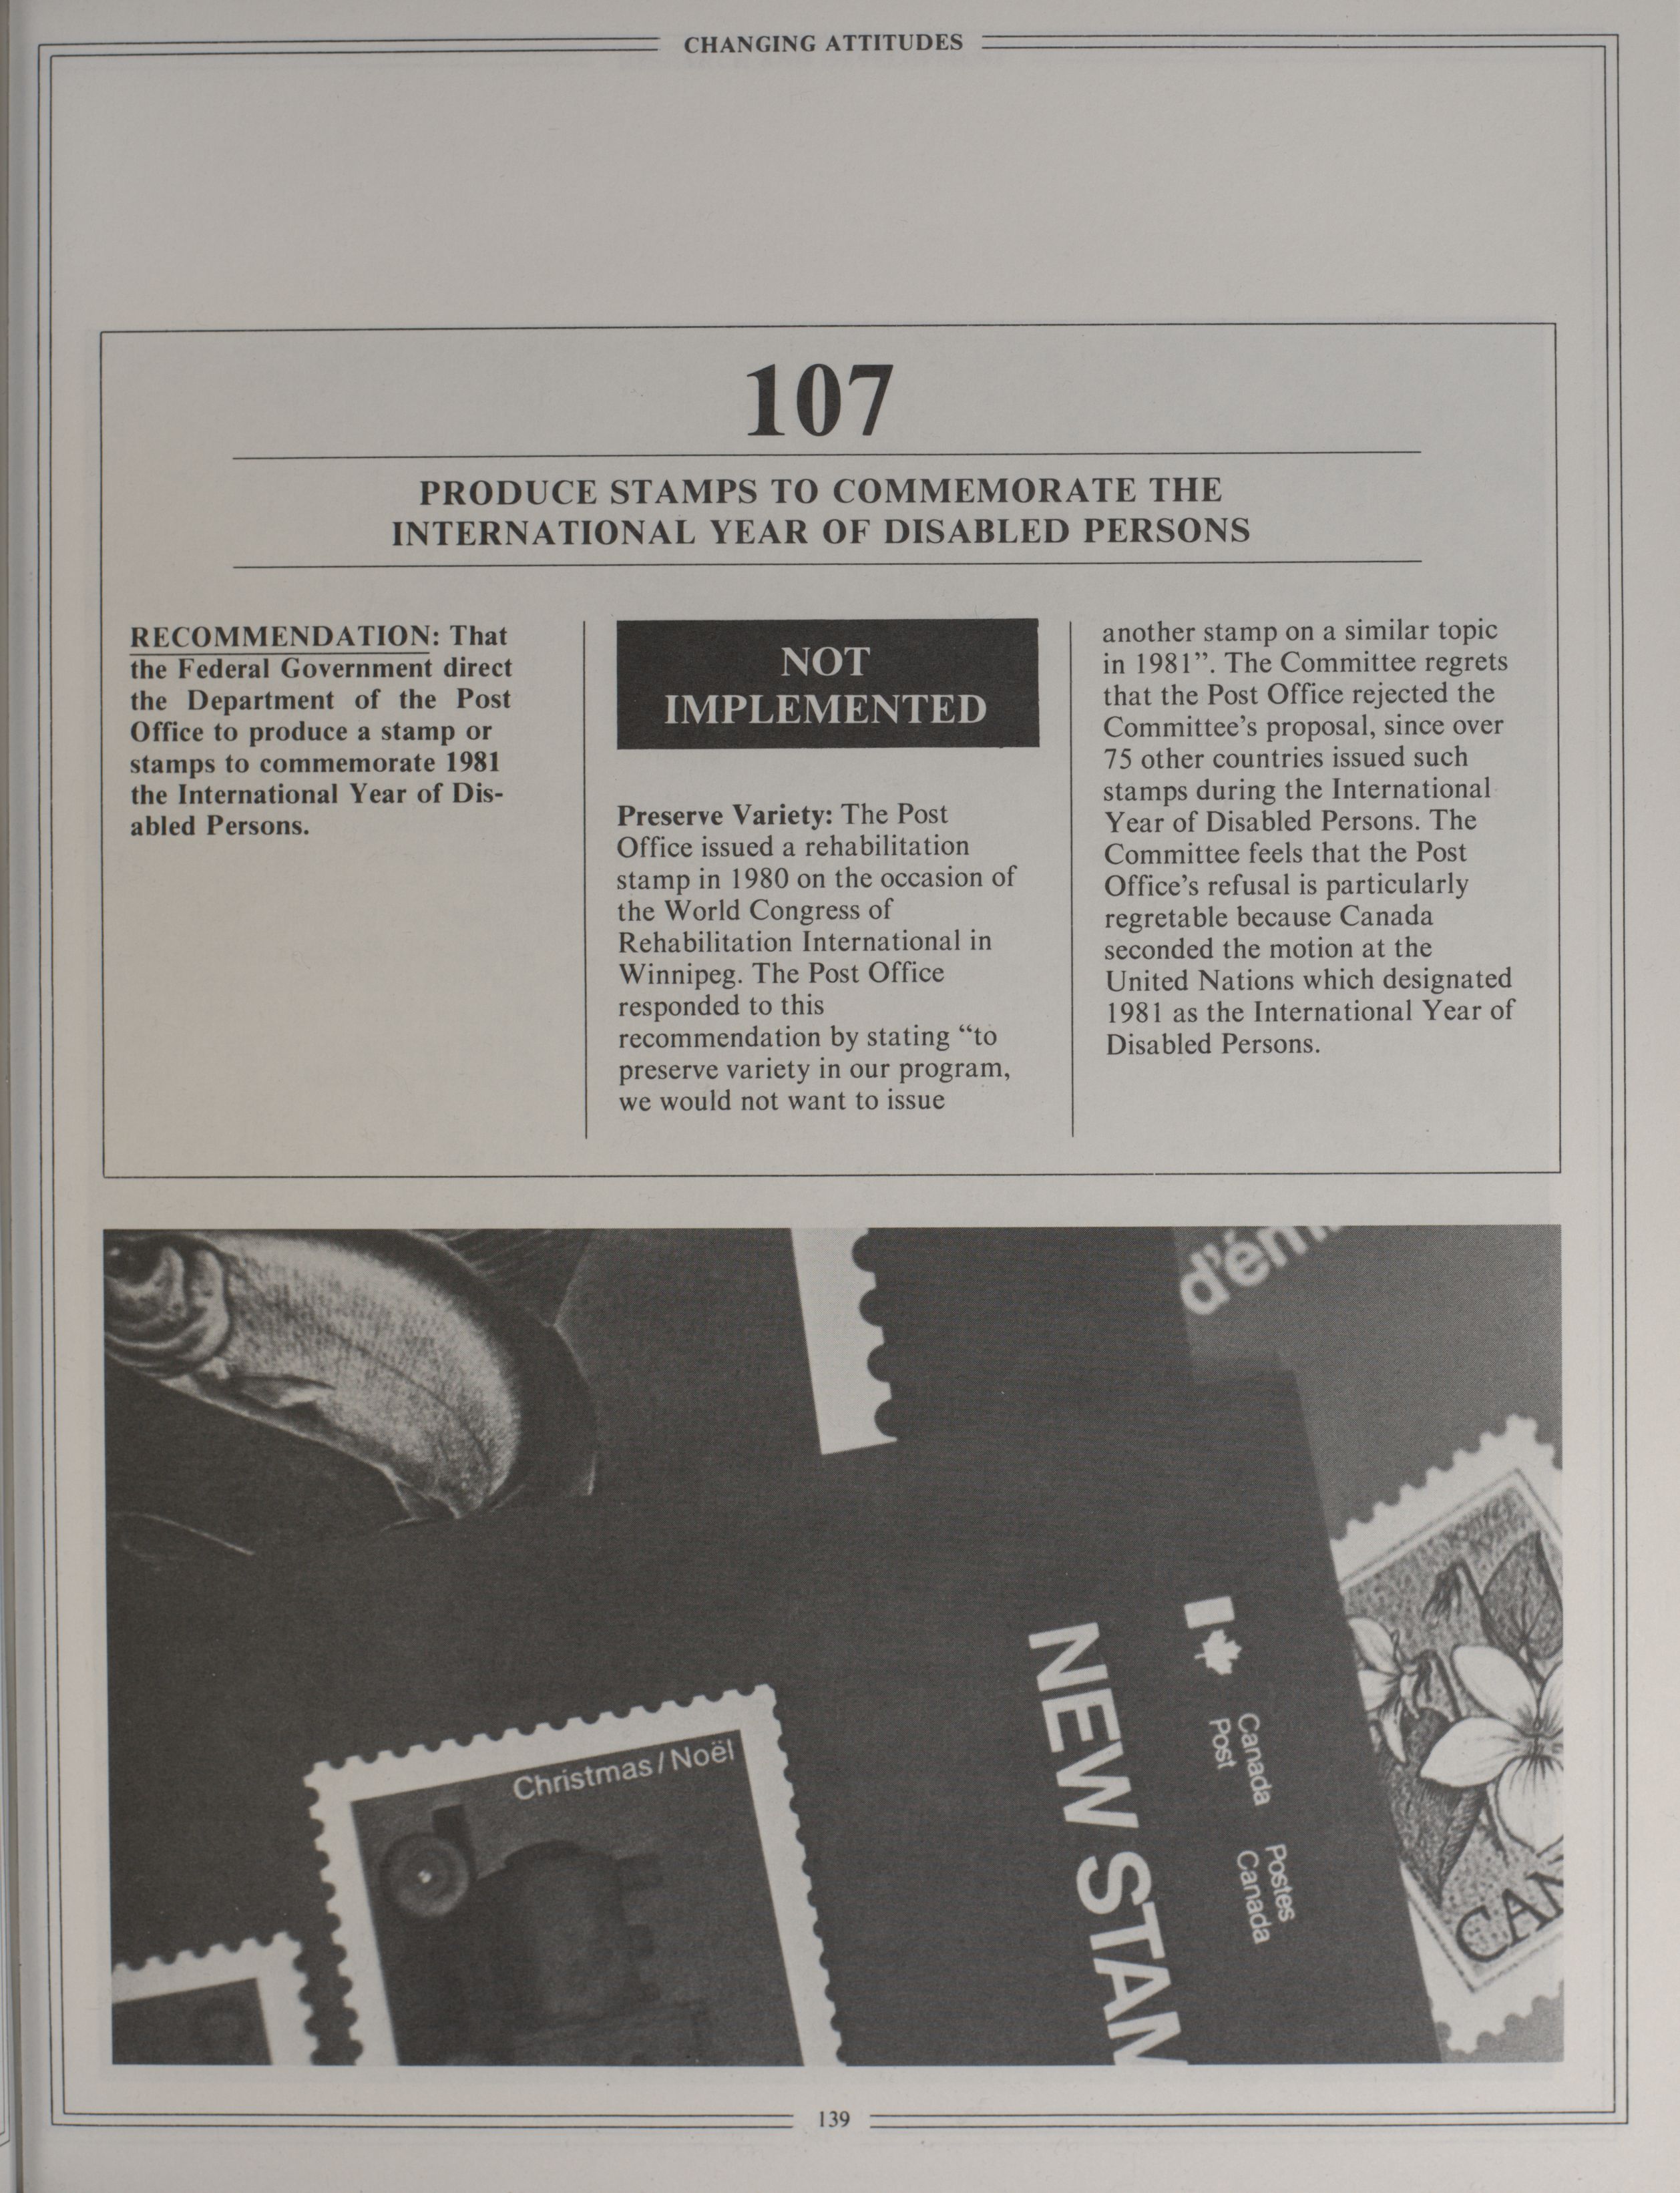 CHANGING ATTITUDES
107
PRODUCE STAMPS TO COMMEMORATE THE
INTERNATIONAL YEAR OF DISABLED PERSONS
RECOMMENDATION: That
the Federal Government direct
the Department of the Post
Office to produce a stamp or
stamps to commemorate 1981
the International Year of Dis-
abled Persons.
NOT
IMPLEMENTED
Preserve Variety: The Post
Office issued a rehabilitation
stamp in 1980 on the occasion of
the World Congress of
Rehabilitation International in
Winnipeg. The Post Office
responded to this
recommendation by stating “to
preserve variety in our program,
we would not want to issue
another stamp on a similar topic
in 1981”. The Committee regrets
that the Post Office rejected the
Committee’s proposal, since over
75 other countries issued such
stamps during the International
Year of Disabled Persons. The
Committee feels that the Post
Office’s refusal is particularly
regretable because Canada
seconded the motion at the
United Nations which designated
1981 as the International Year of
Disabled Persons.
Christmas/Noël
NEW STAM
Canada
Post
Postes
Canada
CAN
139